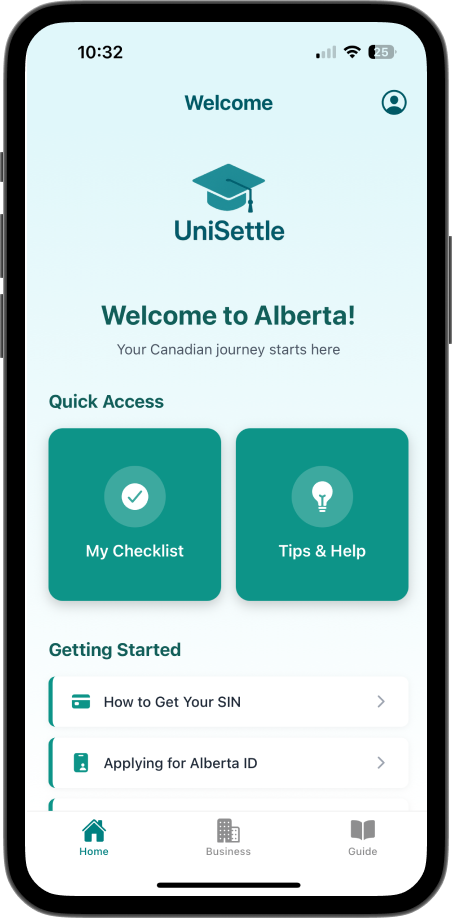 10:32
25
Welcome
UniSettle
Welcome to Alberta!
Your Canadian journey starts here
Quick Access
My Checklist
Tips & Help
Getting Started
How to Get Your SIN
Applying for Alberta ID
Home
Business
Guide